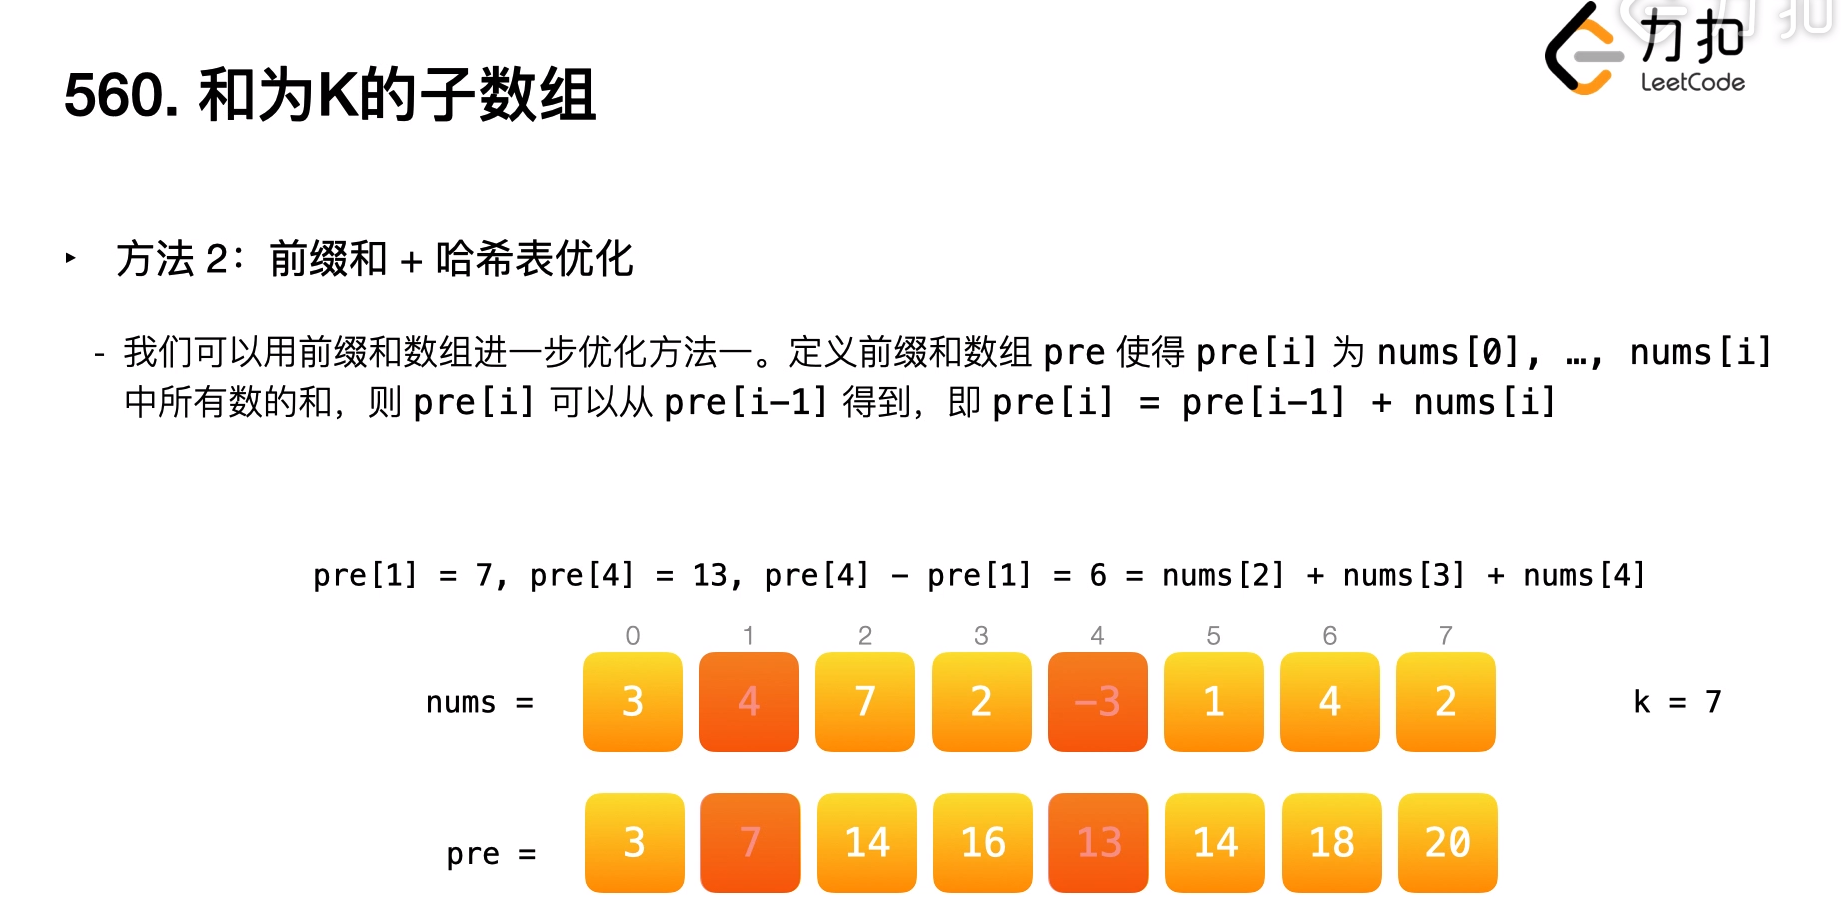 力扣
力扣
LeetCode
560. 和为K的子数组
‣ 方法 2：前缀和 + 哈希表优化
- 我们可以用前缀和数组进一步优化方法一。定义前缀和数组 pre 使得 pre[i] 为 nums[0], …, nums[i]
中所有数的和，则 pre[i] 可以从 pre[i-1] 得到，即 pre[i] = pre[i-1] + nums[i]
pre[1] = 7, pre[4] = 13, pre[4] - pre[1] = 6 = nums[2] + nums[3] + nums[4]
0 1 2 3 4 5 6 7
nums = 3 4 7 2 -3 1 4 2 k = 7
pre = 3 7 14 16 13 14 18 20